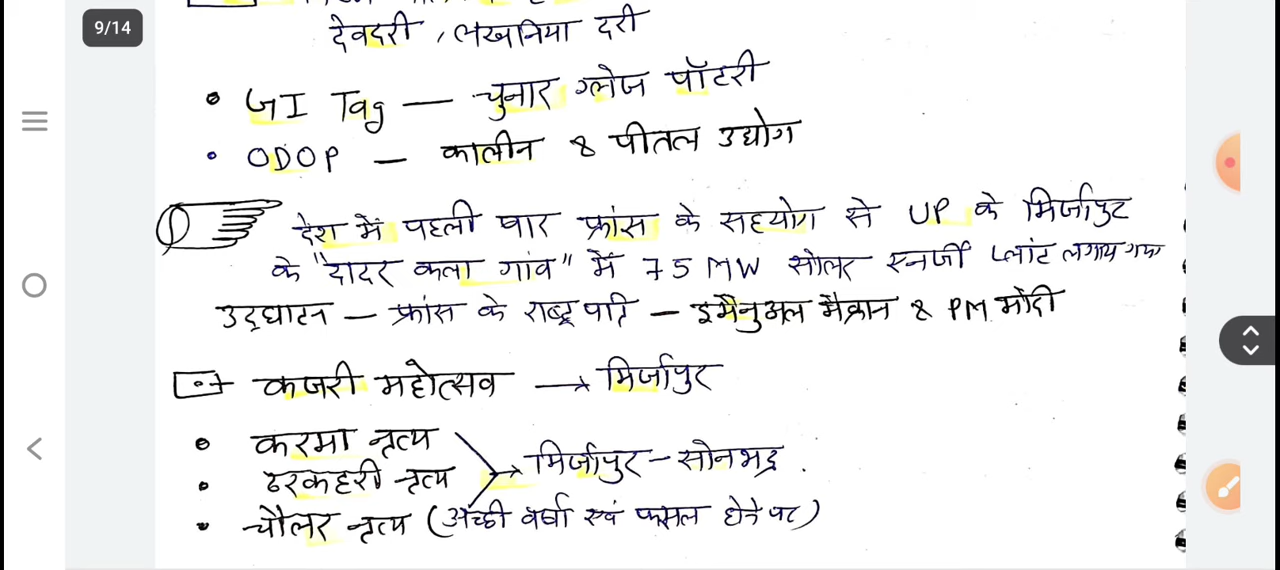 9/14
देवदरी, लखनिया दरी
• GI Tag — चुनार ग्लेज पॉटरी
• ODOP — कालीन & पीतल उद्योग
देश में पहली बार फ्रांस के सहयोग से UP के मिर्जापुर
के "दादर कला गांव" में 75 MW सोलर एनर्जी प्लांट लगाया गया
उद्घाटन — फ्रांस के राष्ट्रपति — इमैनुअल मैक्रान & PM मोदी
कजरी महोत्सव → मिर्जापुर
• करमा नृत्य
• ढरकहरी नृत्य → मिर्जापुर - सोनभद्र.
• चौलर नृत्य (अच्छी वर्षा एवं फसल होने पर)